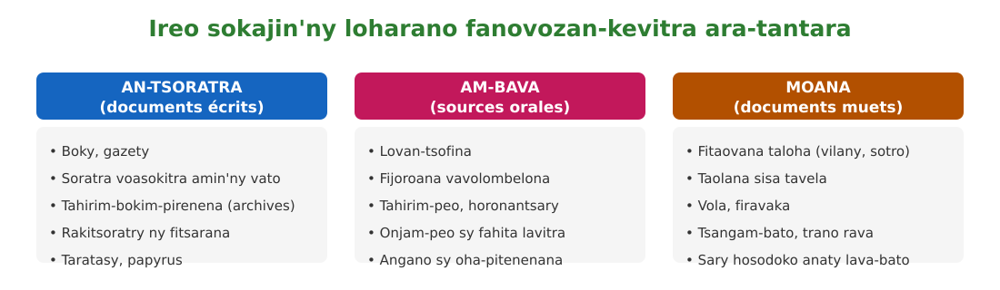 Ireo sokajin'ny loharano fanovozan-kevitra ara-tantara
AN-TSORATRA
(documents écrits)
• Boky, gazety
• Soratra voasokitra amin'ny vato
• Tahirim-bokim-pirenena (archives)
• Rakitsoratry ny fitsarana
• Taratasy, papyrus
AM-BAVA
(sources orales)
• Lovan-tsofina
• Fijoroana vavolombelona
• Tahirim-peo, horonantsary
• Onjam-peo sy fahita lavitra
• Angano sy oha-pitenenana
MOANA
(documents muets)
• Fitaovana taloha (vilany, sotro)
• Taolana sisa tavela
• Vola, firavaka
• Tsangam-bato, trano rava
• Sary hosodoko anaty lava-bato